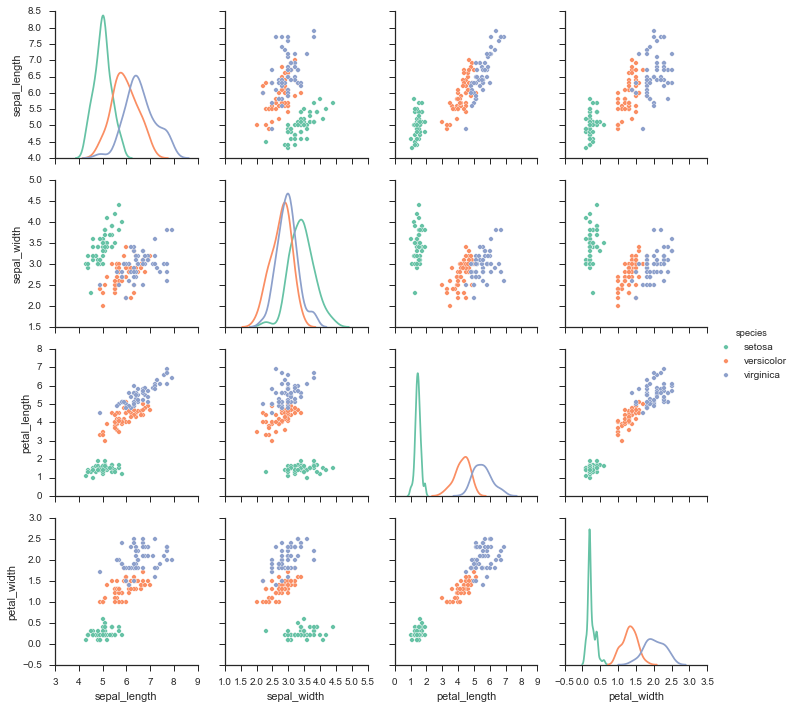 sepal_length
8.5
8.0
7.5
7.0
6.5
6.0
5.5
5.0
4.5
4.0
sepal_width
5.0
4.5
4.0
3.5
3.0
2.5
2.0
1.5
species
setosa
versicolor
virginica
petal_length
8
7
6
5
4
3
2
1
0
petal_width
3.0
2.5
2.0
1.5
1.0
0.5
0.0
−0.5
3 4 5 6 7 8 9
sepal_length
1.0 1.5 2.0 2.5 3.0 3.5 4.0 4.5 5.0 5.5
sepal_width
0 1 2 3 4 5 6 7 8 9
petal_length
−0.5 0.0 0.5 1.0 1.5 2.0 2.5 3.0 3.5
petal_width